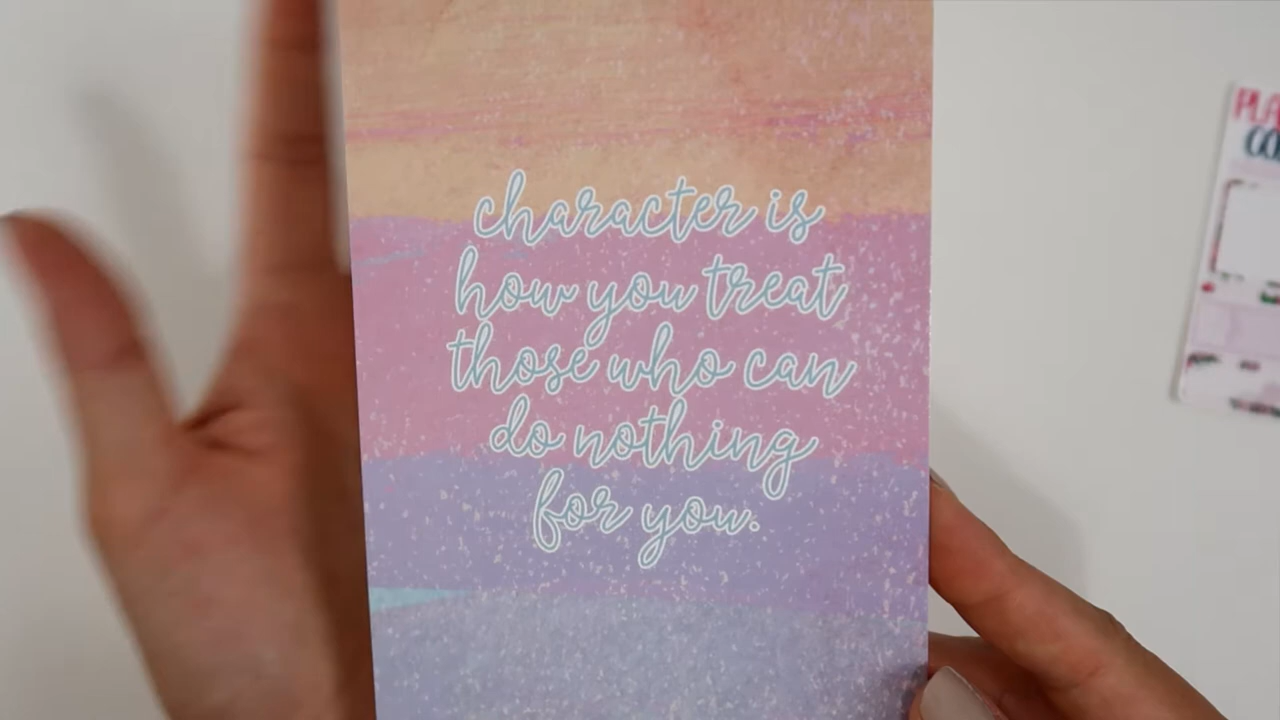 character is
how you treat
those who can
do nothing
for you.